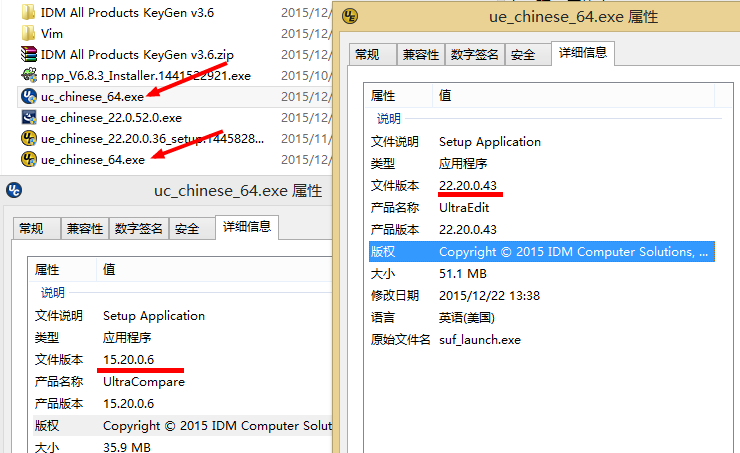 IDM All Products KeyGen v3.6 2015/12/
Vim 2015/12/
IDM All Products KeyGen v3.6.zip 2015/12/
npp_V6.8.3_Installer.1441522921.exe 2015/10/
uc_chinese_64.exe 2015/12/
ue_chinese_22.0.52.0.exe 2015/12/
ue_chinese_22.20.0.36_setup.1445828... 2015/11/
ue_chinese_64.exe 2015/12/
uc_chinese_64.exe 属性
常规 兼容性 数字签名 安全 详细信息
属性 值
说明
文件说明 Setup Application
类型 应用程序
文件版本 15.20.0.6
产品名称 UltraCompare
产品版本 15.20.0.6
版权 Copyright © 2015 IDM Computer Solut
大小 35.9 MB
ue_chinese_64.exe 属性
常规 兼容性 数字签名 安全 详细信息
属性 值
说明
文件说明 Setup Application
类型 应用程序
文件版本 22.20.0.43
产品名称 UltraEdit
产品版本 22.20.0.43
版权 Copyright © 2015 IDM Computer Solutions, ...
大小 51.1 MB
修改日期 2015/12/22 13:38
语言 英语(美国)
原始文件名 suf_launch.exe